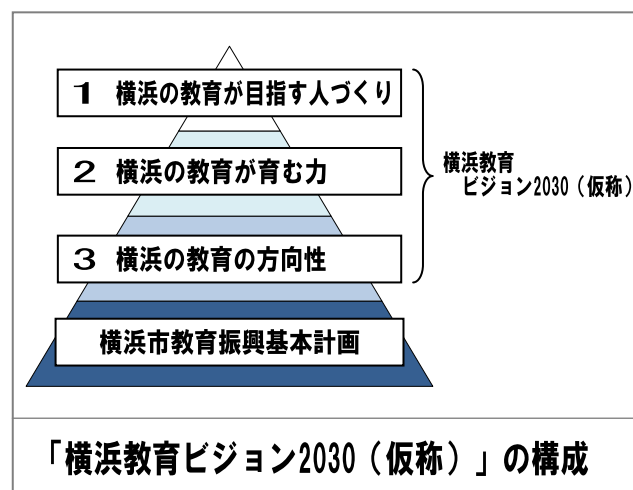 1 横浜の教育が目指す人づくり
2 横浜の教育が育む力
3 横浜の教育の方向性
横浜市教育振興基本計画
横浜教育
ビジョン2030（仮称）
「横浜教育ビジョン2030（仮称）」の構成